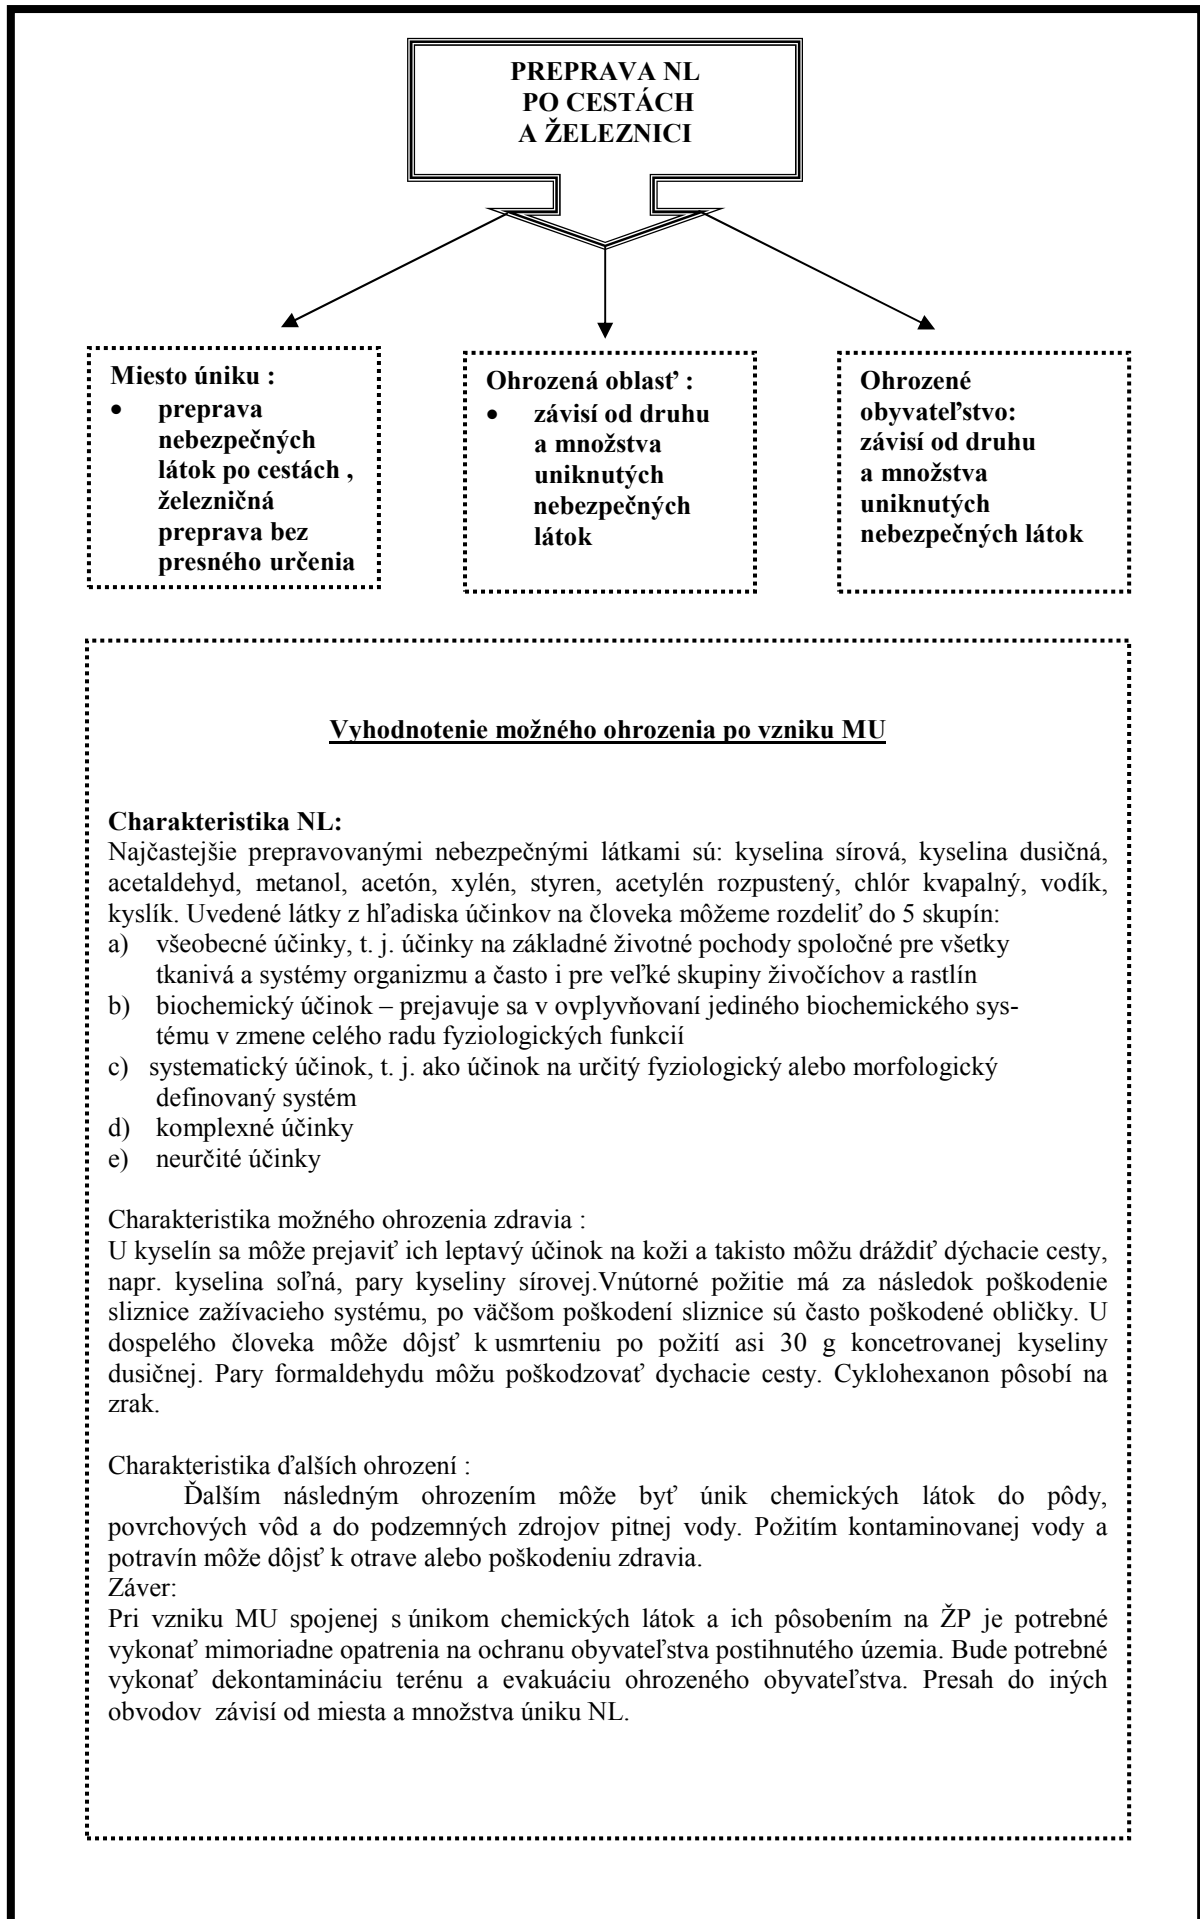 PREPRAVA NL
PO CESTÁCH
A ŽELEZNICI
Miesto úniku :
• preprava
nebezpečných
látok po cestách ,
železničná
preprava bez
presného určenia
Ohrozená oblasť :
• závisí od druhu
a množstva
uniknutých
nebezpečných
látok
Ohrozené
obyvateľstvo:
závisí od druhu
a množstva
uniknutých
nebezpečných látok
Vyhodnotenie možného ohrozenia po vzniku MU
Charakteristika NL:
Najčastejšie prepravovanými nebezpečnými látkami sú: kyselina sírová, kyselina dusičná,
acetaldehyd, metanol, acetón, xylén, styren, acetylén rozpustený, chlór kvapalný, vodík,
kyslík. Uvedené látky z hľadiska účinkov na človeka môžeme rozdeliť do 5 skupín:
a) všeobecné účinky, t. j. účinky na základné životné pochody spoločné pre všetky
tkanivá a systémy organizmu a často i pre veľké skupiny živočíchov a rastlín
b) biochemický účinok – prejavuje sa v ovplyvňovaní jediného biochemického sys-
tému v zmene celého radu fyziologických funkcií
c) systematický účinok, t. j. ako účinok na určitý fyziologický alebo morfologický
definovaný systém
d) komplexné účinky
e) neurčité účinky
Charakteristika možného ohrozenia zdravia :
U kyselín sa môže prejaviť ich leptavý účinok na koži a takisto môžu dráždiť dýchacie cesty,
napr. kyselina soľná, pary kyseliny sírovej.Vnútorné požitie má za následok poškodenie
sliznice zažívacieho systému, po väčšom poškodení sliznice sú často poškodené obličky. U
dospelého človeka môže dôjsť k usmrteniu po požití asi 30 g koncetrovanej kyseliny
dusičnej. Pary formaldehydu môžu poškodzovať dychacie cesty. Cyklohexanon pôsobí na
zrak.
Charakteristika ďalších ohrození :
Ďalším následným ohrozením môže byť únik chemických látok do pôdy,
povrchových vôd a do podzemných zdrojov pitnej vody. Požitím kontaminovanej vody a
potravín môže dôjsť k otrave alebo poškodeniu zdravia.
Záver:
Pri vzniku MU spojenej s únikom chemických látok a ich pôsobením na ŽP je potrebné
vykonať mimoriadne opatrenia na ochranu obyvateľstva postihnutého územia. Bude potrebné
vykonať dekontamináciu terénu a evakuáciu ohrozeného obyvateľstva. Presah do iných
obvodov závisí od miesta a množstva úniku NL.